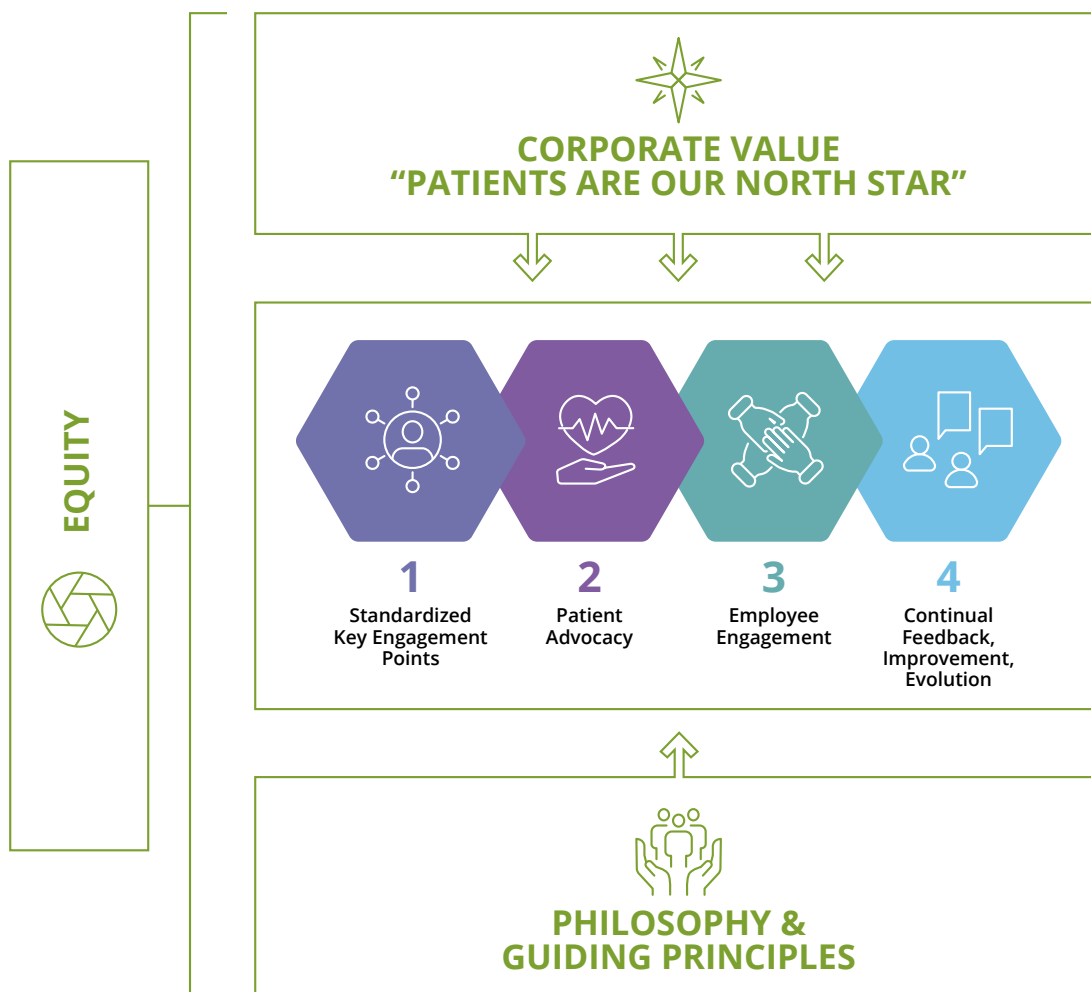 CORPORATE VALUE
“PATIENTS ARE OUR NORTH STAR”
EQUITY
1
Standardized
Key Engagement
Points
2
Patient
Advocacy
3
Employee
Engagement
4
Continual
Feedback,
Improvement,
Evolution
PHILOSOPHY &
GUIDING PRINCIPLES